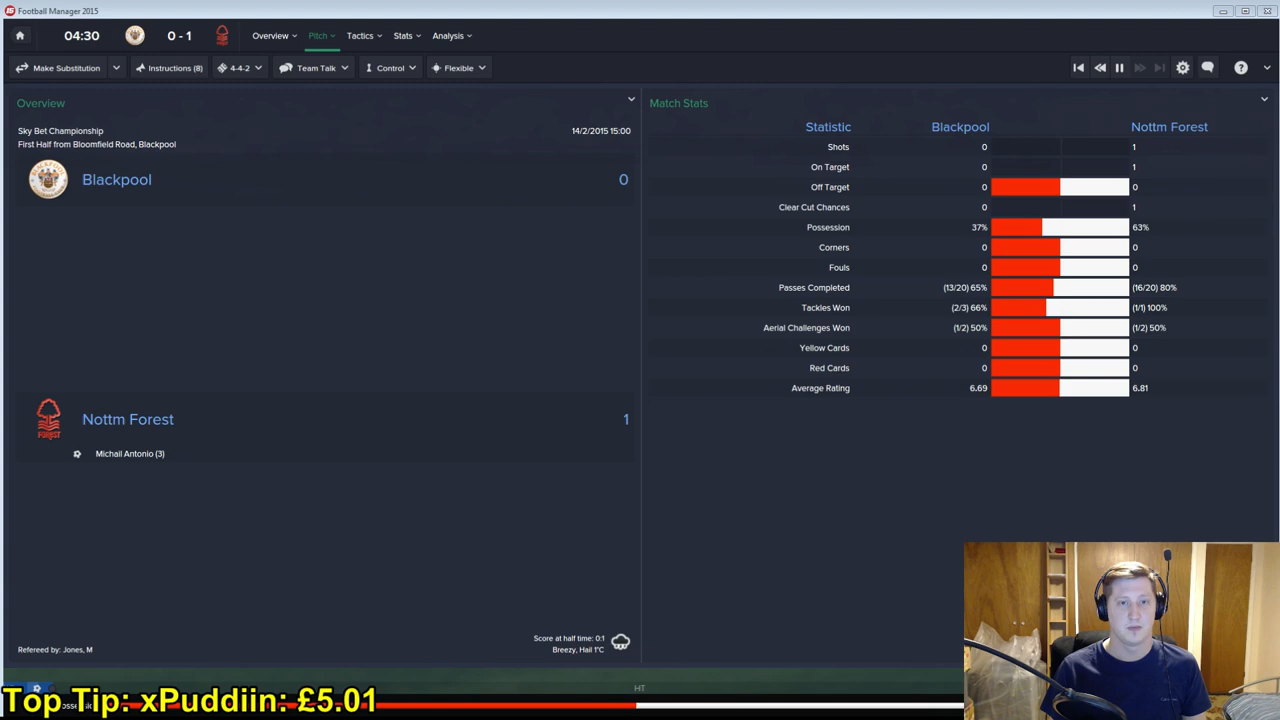 Football Manager 2015
04:30 0 - 1 Overview Pitch Tactics Stats Analysis
Make Substitution Instructions (8) 4-4-2 Team Talk Control Flexible
Overview
Sky Bet Championship 14/2/2015 15:00
First Half from Bloomfield Road, Blackpool
Blackpool 0
Nottm Forest 1
Michail Antonio (3)
Score at half time: 0:1
Refereed by: Jones, M Breezy, Hail 1°C
Match Stats
Statistic Blackpool Nottm Forest
Shots 0 1
On Target 0 1
Off Target 0 0
Clear Cut Chances 0 1
Possession 37% 63%
Corners 0 0
Fouls 0 0
Passes Completed (13/20) 65% (16/20) 80%
Tackles Won (2/3) 66% (1/1) 100%
Aerial Challenges Won (1/2) 50% (1/2) 50%
Yellow Cards 0 0
Red Cards 0 0
Average Rating 6.69 6.81
HT
Top Tip: xPuddiin: £5.01